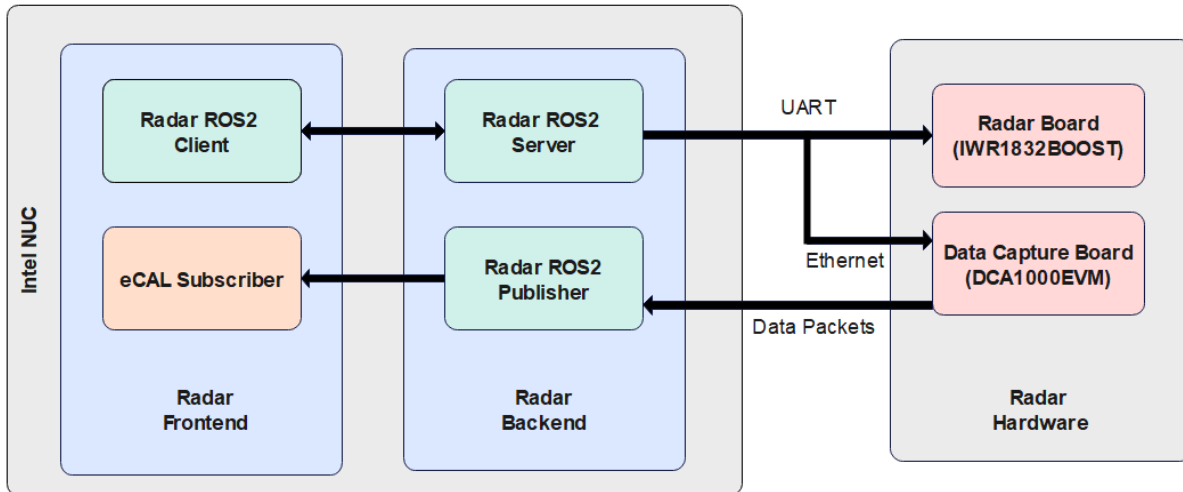 Intel NUC
Radar ROS2
Client
Radar ROS2
Server
UART
Radar Board
(IWR1832BOOST)
eCAL Subscriber
Radar ROS2
Publisher
Ethernet
Data Capture Board
(DCA1000EVM)
Data Packets
Radar
Frontend
Radar
Backend
Radar
Hardware